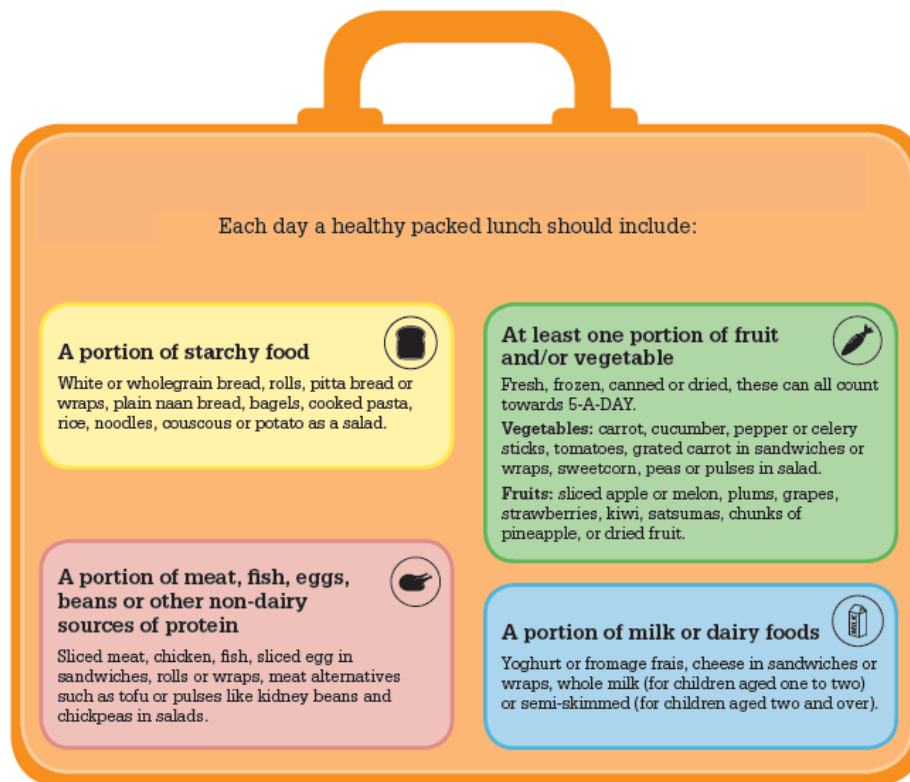 Each day a healthy packed lunch should include:
A portion of starchy food
White or wholegrain bread, rolls, pitta bread or
wraps, plain naan bread, bagels, cooked pasta,
rice, noodles, couscous or potato as a salad.
At least one portion of fruit
and/or vegetable
Fresh, frozen, canned or dried, these can all count
towards 5-A-DAY.
Vegetables: carrot, cucumber, pepper or celery
sticks, tomatoes, grated carrot in sandwiches or
wraps, sweetcorn, peas or pulses in salad.
Fruits: sliced apple or melon, plums, grapes,
strawberries, kiwi, satsumas, chunks of
pineapple, or dried fruit.
A portion of meat, fish, eggs,
beans or other non-dairy
sources of protein
Sliced meat, chicken, fish, sliced egg in
sandwiches, rolls or wraps, meat alternatives
such as tofu or pulses like kidney beans and
chickpeas in salads.
A portion of milk or dairy foods
MILK
Yoghurt or fromage frais, cheese in sandwiches or
wraps, whole milk (for children aged one to two)
or semi-skimmed (for children aged two and over).